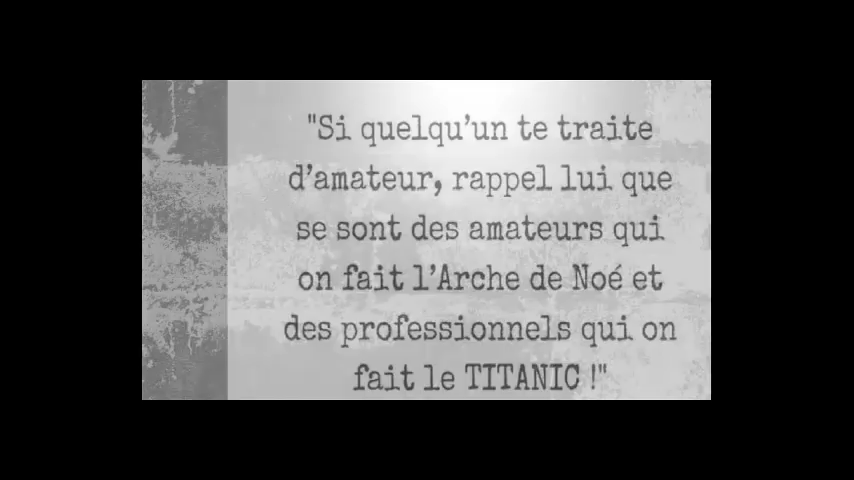 "Si quelqu'un te traite
d'amateur, rappel lui que
se sont des amateurs qui
on fait l'Arche de Noé et
des professionnels qui on
fait le TITANIC !"